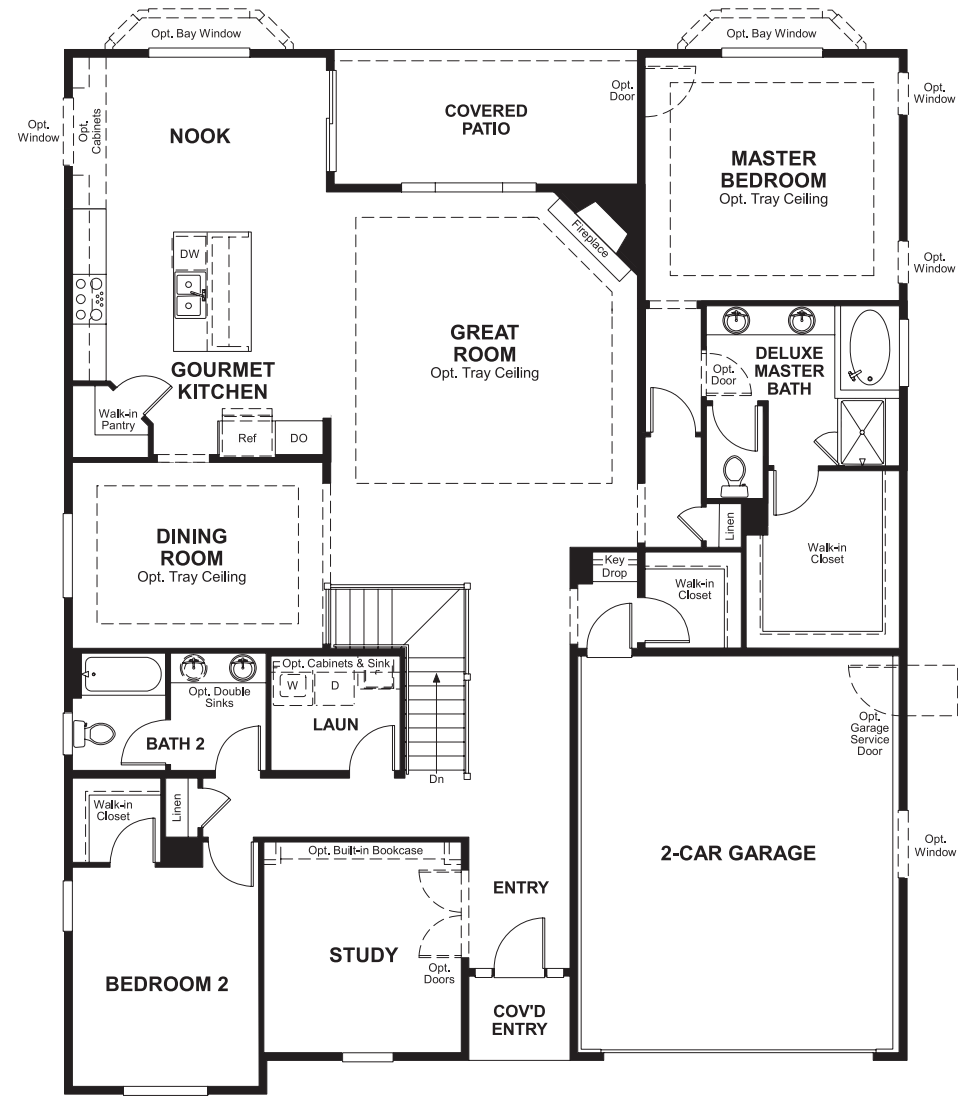 Opt. Bay Window
Opt. Bay Window
Opt.
Window
Opt.
Cabinets
NOOK
COVERED
PATIO
Opt.
Door
MASTER
BEDROOM
Opt. Tray Ceiling
Opt.
Window
Opt.
Window
Fireplace
DW
GREAT
ROOM
Opt. Tray Ceiling
GOURMET
KITCHEN
Walk-in
Pantry
Ref
DO
Opt.
Door
DELUXE
MASTER
BATH
Linen
Walk-in
Closet
DINING
ROOM
Opt. Tray Ceiling
Key
Drop
Walk-in
Closet
Opt. Double
Sinks
BATH 2
Opt. Cabinets & Sink
W
D
LAUN
Dn
Opt.
Garage
Service
Door
Walk-in
Closet
Linen
Opt. Built-in Bookcase
2-CAR GARAGE
Opt.
Window
ENTRY
STUDY
Opt.
Doors
BEDROOM 2
COV'D
ENTRY